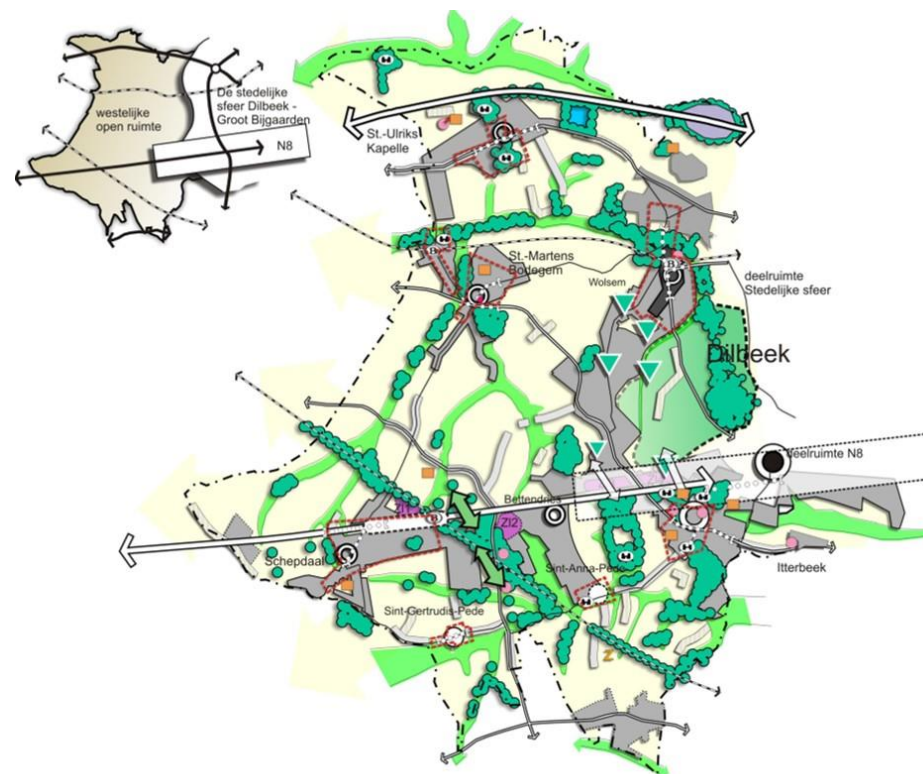 westelijke
open ruimte
De stedelijke
sfeer Dilbeek -
Groot Bijgaarden
N8
St.-Ulriks
Kapelle
St.-Martens
Bodegem
Wolsem
deelruimte
Stedelijke sfeer
Dilbeek
deelruimte N8
Bettendries
ZI1
ZI2
Schepdaal
Sint-Anna-Pede
Itterbeek
Sint-Gertrudis-Pede
Z